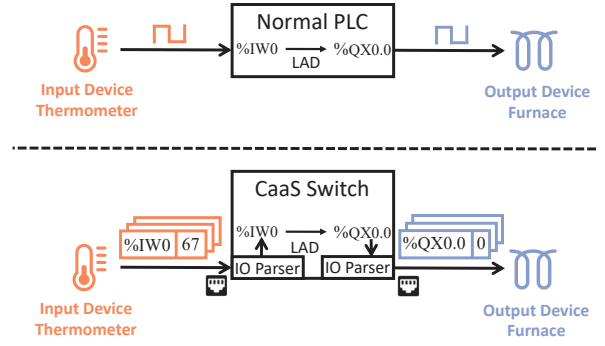 Normal PLC
%IW0
%QX0.0
LAD
Input Device
Thermometer
Output Device
Furnace
CaaS Switch
%IW0 67
%IW0
%QX0.0
LAD
%QX0.0 0
IO Parser
IO Parser
Input Device
Thermometer
Output Device
Furnace